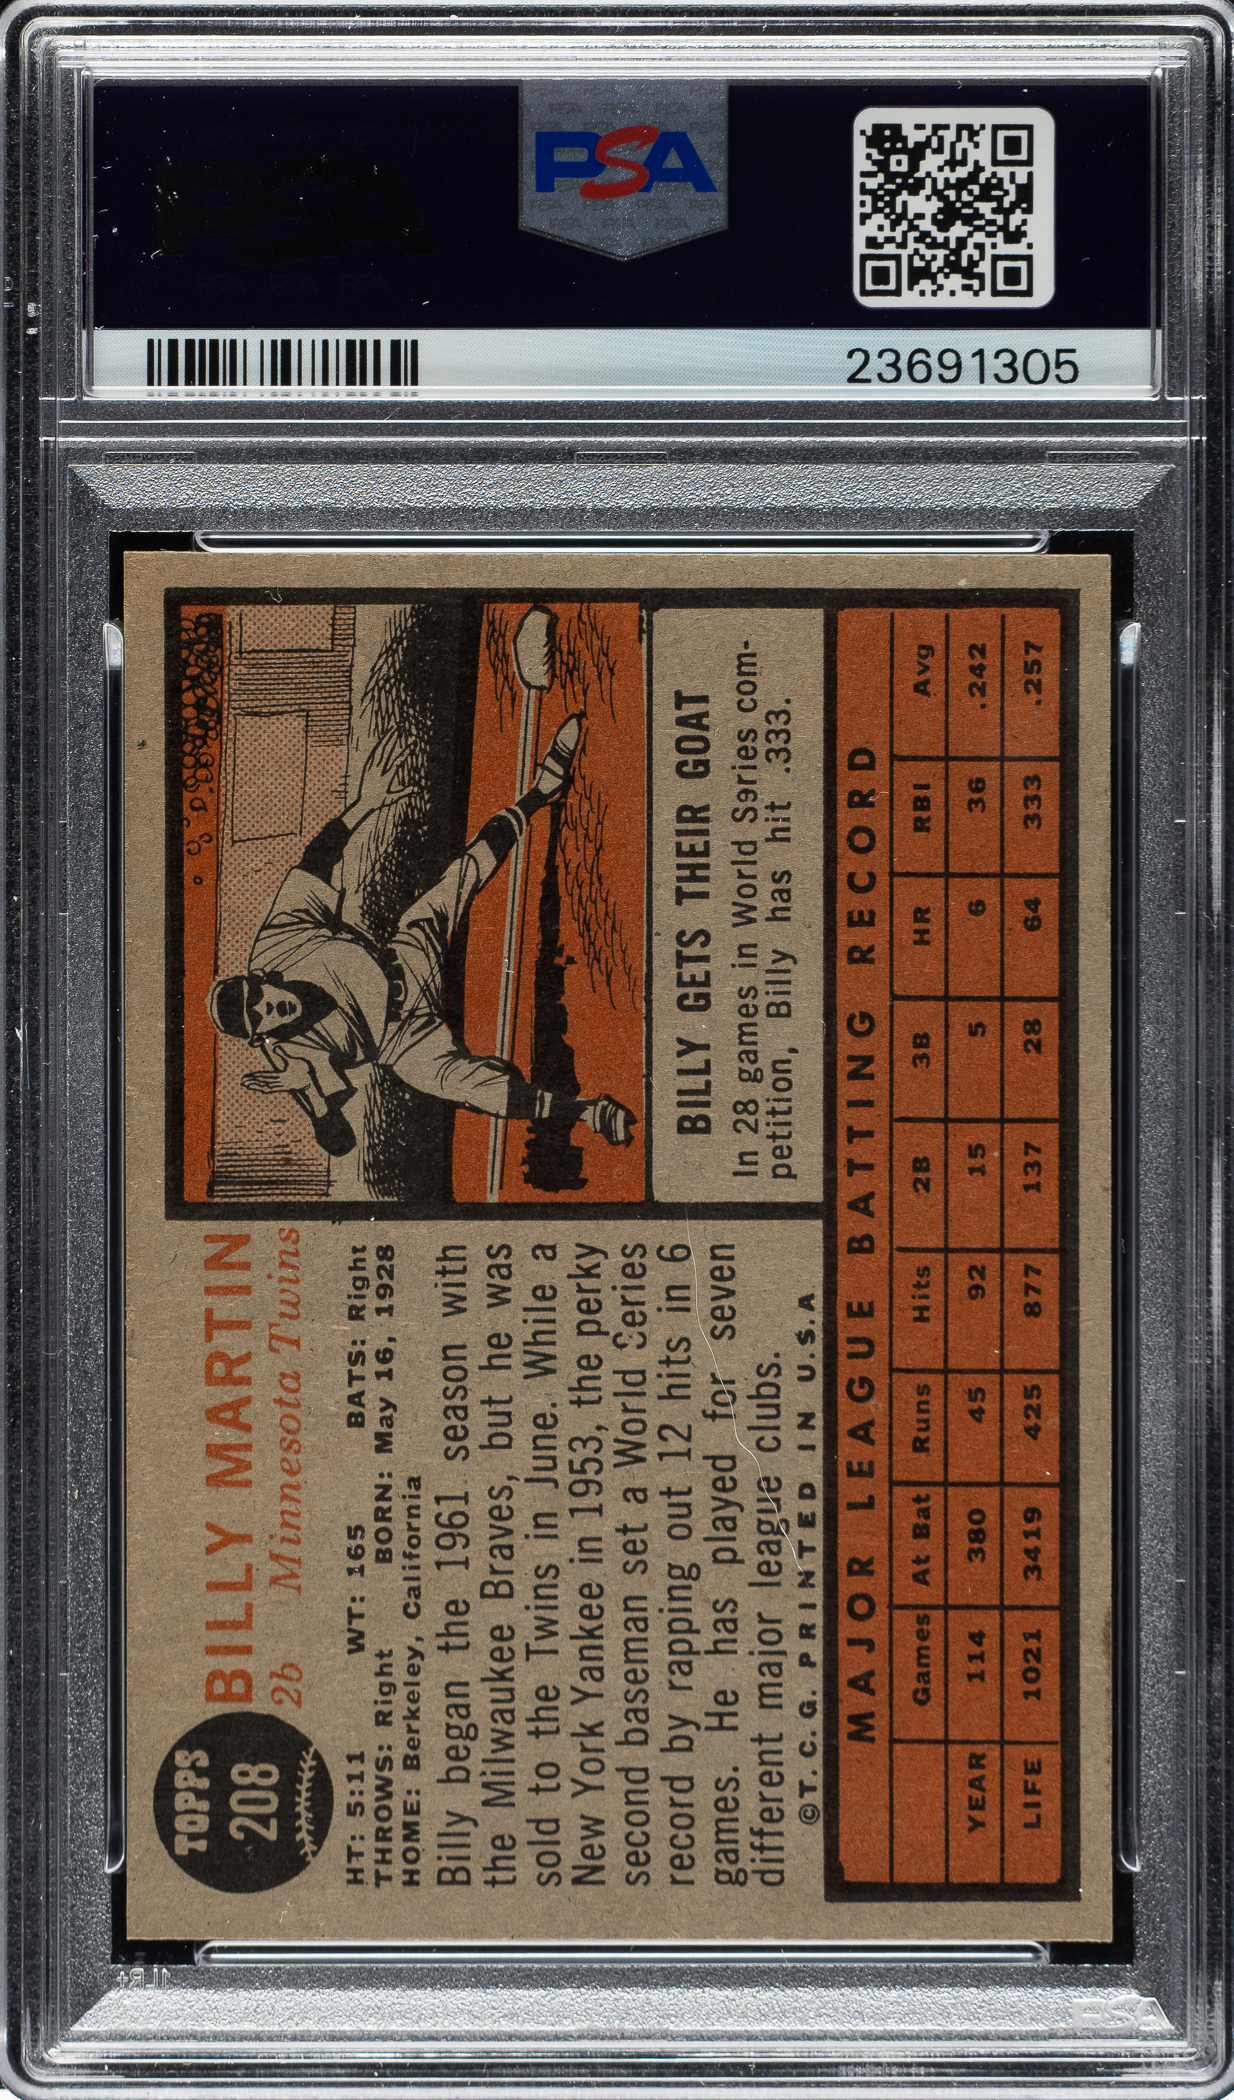 PSA
23691305
TOPPS
208
BILLY MARTIN
2b Minnesota Twins
HT: 5:11 WT: 165 BATS: Right
THROWS: Right BORN: May 16, 1928
HOME: Berkeley, California
Billy began the 1961 season with
the Milwaukee Braves, but he was
sold to the Twins in June. While a
New York Yankee in 1953, the perky
second baseman set a World Series
record by rapping out 12 hits in 6
games. He has played for seven
different major league clubs.
©T. C. G. PRINTED IN U.S.A
BILLY GETS THEIR GOAT
In 28 games in World Series com-
petition, Billy has hit .333.
MAJOR LEAGUE BATTING RECORD
Games At Bat Runs Hits 2B 3B HR RBI Avg
YEAR 114 380 45 92 15 5 6 36 .242
LIFE 1021 3419 425 877 137 28 64 333 .257
PSA